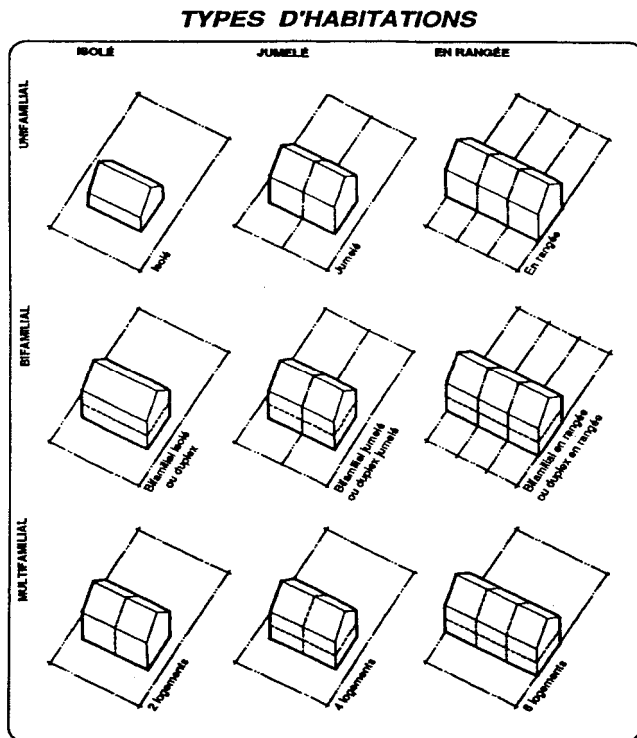 TYPES D'HABITATIONS
ISOLÉ
JUMELÉ
EN RANGÉE
UNIFAMILIAL
Isolé
Jumelé
En rangée
BIFAMILIAL
Bifamilial isolé
ou duplex
Bifamilial jumelé
ou duplex jumelé
Bifamilial en rangée
ou duplex en rangée
MULTIFAMILIAL
2 logements
4 logements
6 logements